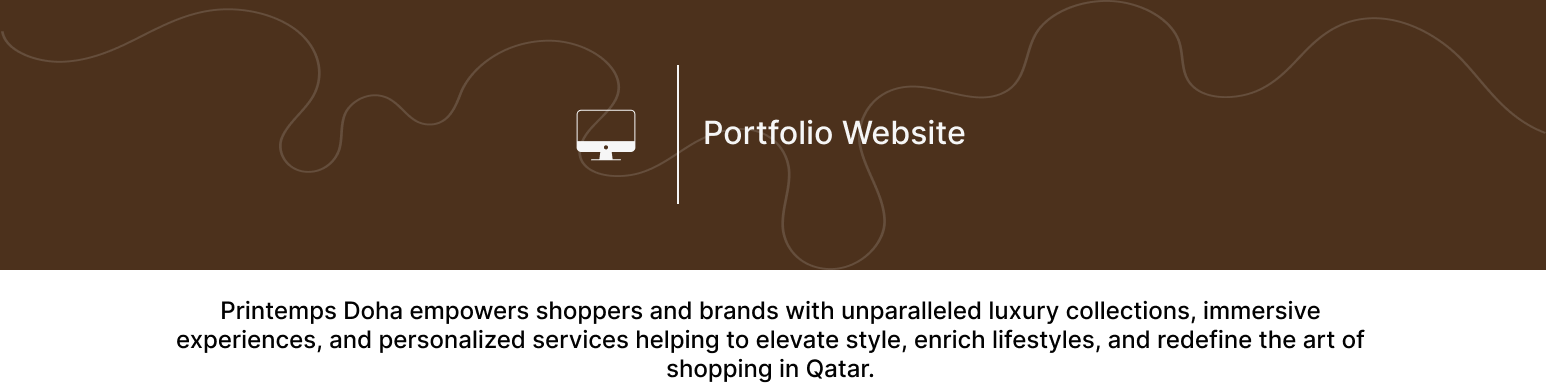 Portfolio Website
Printemps Doha empowers shoppers and brands with unparalleled luxury collections, immersive
experiences, and personalized services helping to elevate style, enrich lifestyles, and redefine the art of
shopping in Qatar.